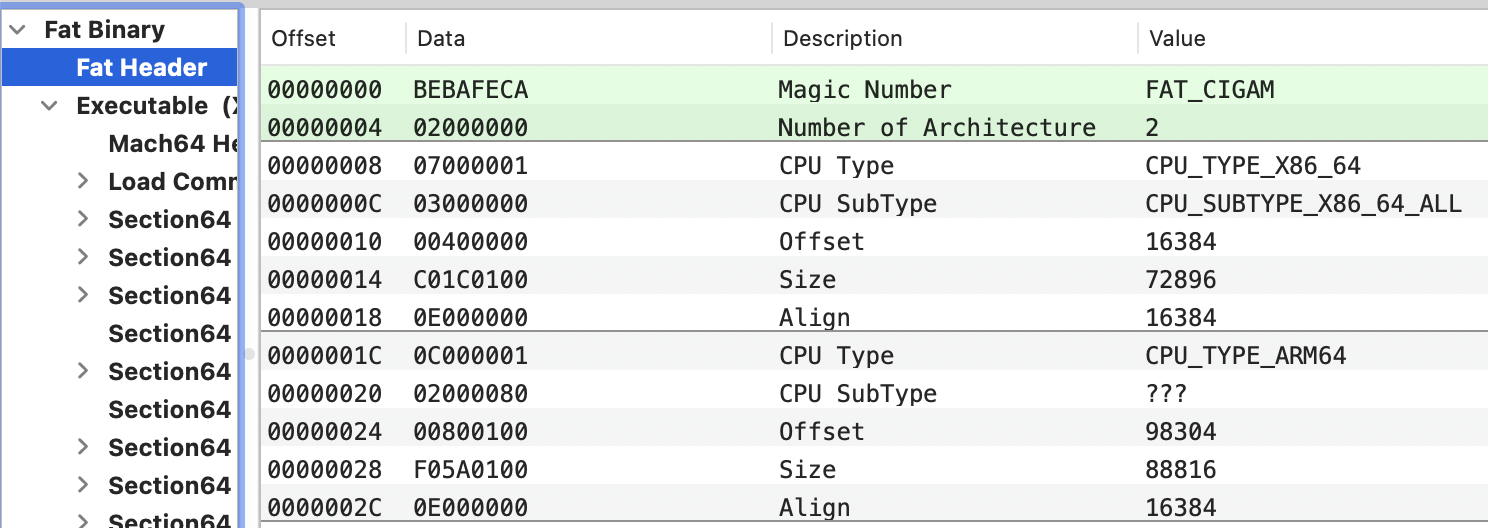 Fat Binary
Fat Header
Executable (X
Mach64 He
Load Comm
Section64
Section64
Section64
Section64
Section64
Section64
Section64
Section64
Section64
Offset Data Description Value
00000000 BEBAFECA Magic Number FAT_CIGAM
00000004 02000000 Number of Architecture 2
00000008 07000001 CPU Type CPU_TYPE_X86_64
0000000C 03000000 CPU SubType CPU_SUBTYPE_X86_64_ALL
00000010 00400000 Offset 16384
00000014 C01C0100 Size 72896
00000018 0E000000 Align 16384
0000001C 0C000001 CPU Type CPU_TYPE_ARM64
00000020 02000080 CPU SubType ???
00000024 00800100 Offset 98304
00000028 F05A0100 Size 88816
0000002C 0E000000 Align 16384